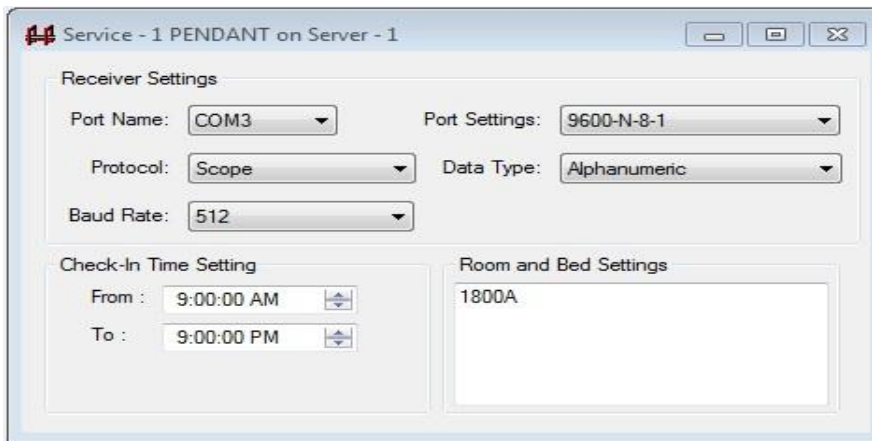 Service - 1 PENDANT on Server - 1
Receiver Settings
Port Name: COM3 Port Settings: 9600-N-8-1
Protocol: Scope Data Type: Alphanumeric
Baud Rate: 512
Check-In Time Setting
From : 9:00:00 AM
To : 9:00:00 PM
Room and Bed Settings
1800A